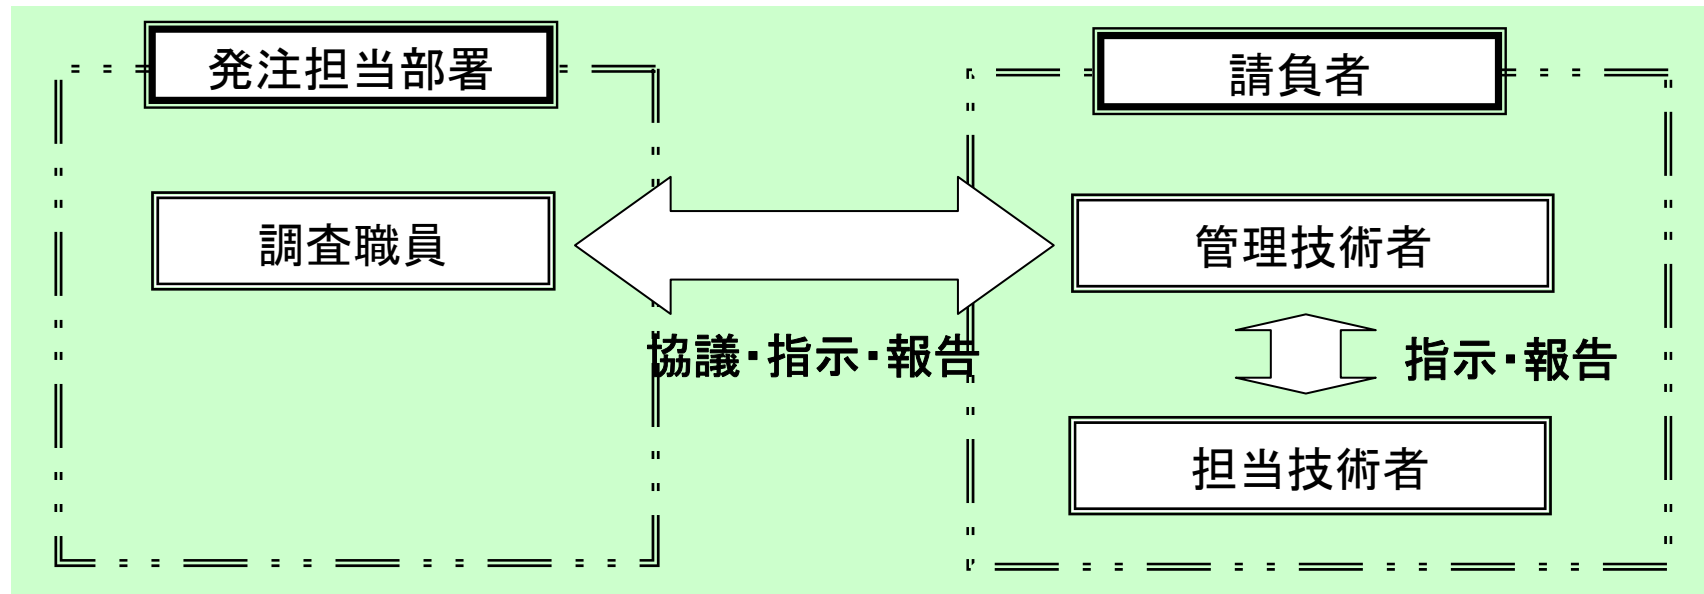 発注担当部署
請負者
調査職員
管理技術者
協議・指示・報告
指示・報告
担当技術者